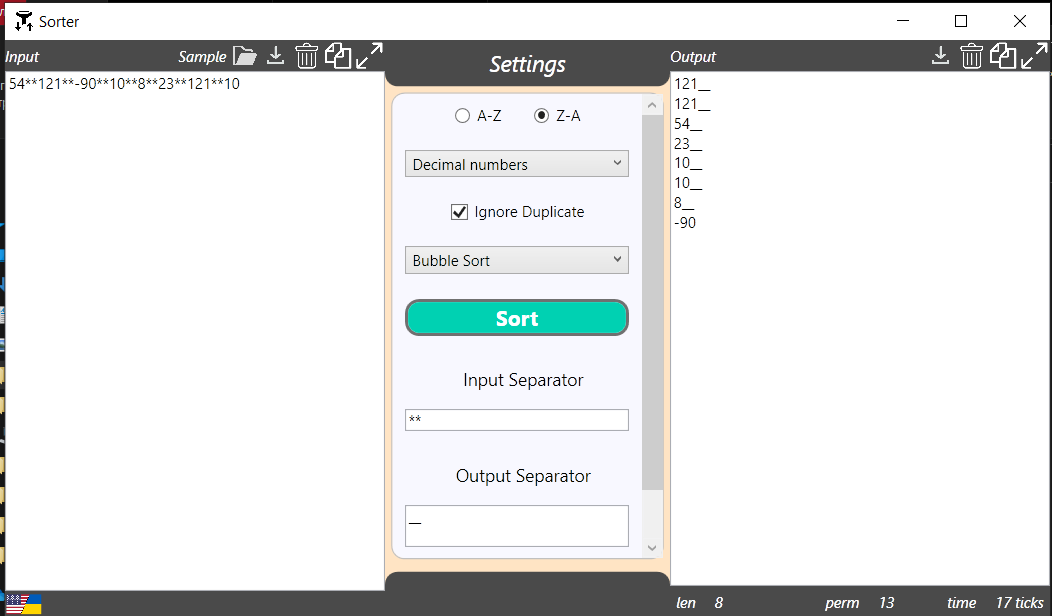 Sorter
Input
Sample
54**121**-90**10**8**23**121**10
Settings
A-Z
Z-A
Decimal numbers
Ignore Duplicate
Bubble Sort
Sort
Input Separator
**
Output Separator
__
Output
121__
121__
54__
23__
10__
10__
8__
-90
len 8
perm 13
time 17 ticks